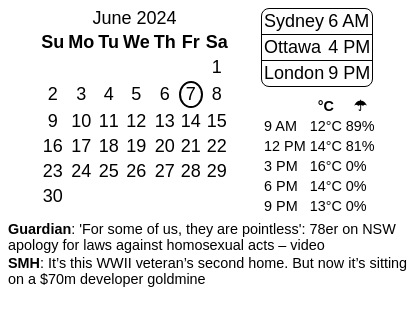 June 2024
Su Mo Tu We Th Fr Sa
1
2 3 4 5 6 7 8
9 10 11 12 13 14 15
16 17 18 19 20 21 22
23 24 25 26 27 28 29
30
Sydney 6 AM
Ottawa 4 PM
London 9 PM
°C ☂
9 AM 12°C 89%
12 PM 14°C 81%
3 PM 16°C 0%
6 PM 14°C 0%
9 PM 13°C 0%
Guardian: 'For some of us, they are pointless': 78er on NSW
apology for laws against homosexual acts – video
SMH: It’s this WWII veteran’s second home. But now it’s sitting
on a $70m developer goldmine